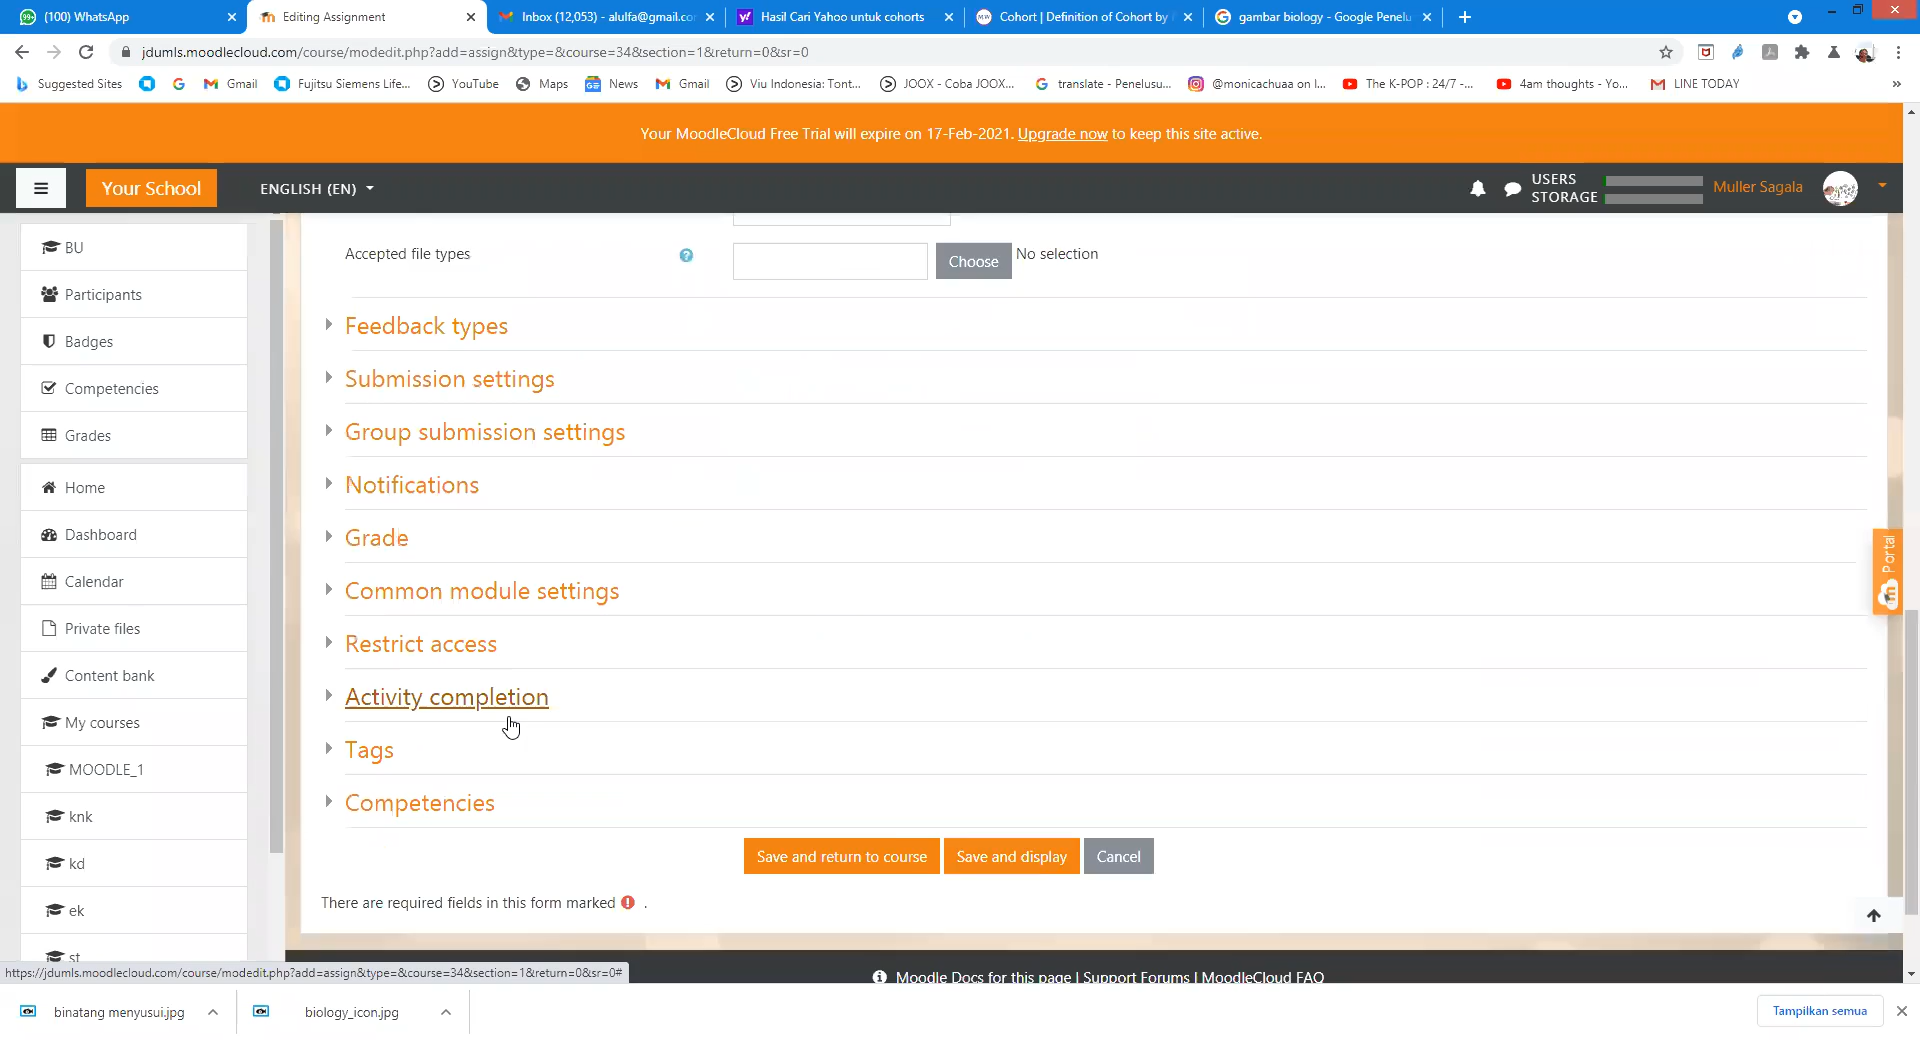 (100) WhatsApp
Editing Assignment
Inbox (12,053) - alulfa@gmail.co
Hasil Cari Yahoo untuk cohorts
Cohort | Definition of Cohort by
gambar biology - Google Penelu
jdumls.moodlecloud.com/course/modedit.php?add=assign&type=&course=34&section=1&return=0&sr=0
Suggested Sites
Gmail
Fujitsu Siemens Life...
YouTube
Maps
News
Gmail
Viu Indonesia: Tont...
JOOX - Coba JOOX...
translate - Penelusu...
@monicachuaa on I...
The K-POP : 24/7 -...
4am thoughts - Yo...
LINE TODAY
Your MoodleCloud Free Trial will expire on 17-Feb-2021. Upgrade now to keep this site active.
Your School
ENGLISH (EN)
USERS
STORAGE
Muller Sagala
BU
Participants
Badges
Competencies
Grades
Home
Dashboard
Calendar
Private files
Content bank
My courses
MOODLE_1
knk
kd
ek
st
Accepted file types
Choose
No selection
Feedback types
Submission settings
Group submission settings
Notifications
Grade
Common module settings
Restrict access
Activity completion
Tags
Competencies
Save and return to course
Save and display
Cancel
There are required fields in this form marked .
Portal
https://jdumls.moodlecloud.com/course/modedit.php?add=assign&type=&course=34&section=1&return=0&sr=0#
Moodle Docs for this page | Support Forums | MoodleCloud FAQ
binatang menyusui.jpg
biology_icon.jpg
Tampilkan semua